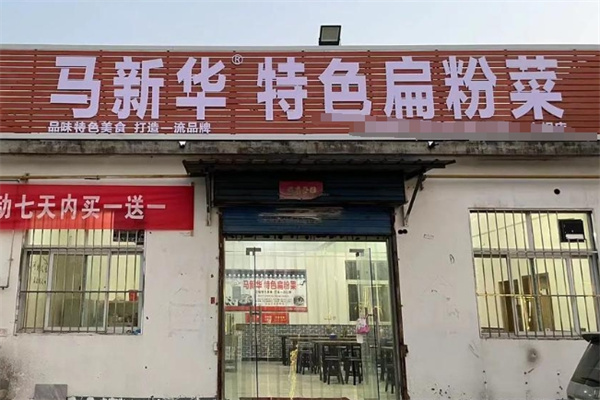 马新华® 特色扁粉菜
品味特色美食 打造一流品牌
动七天内买一送一
马新华 特色扁粉菜